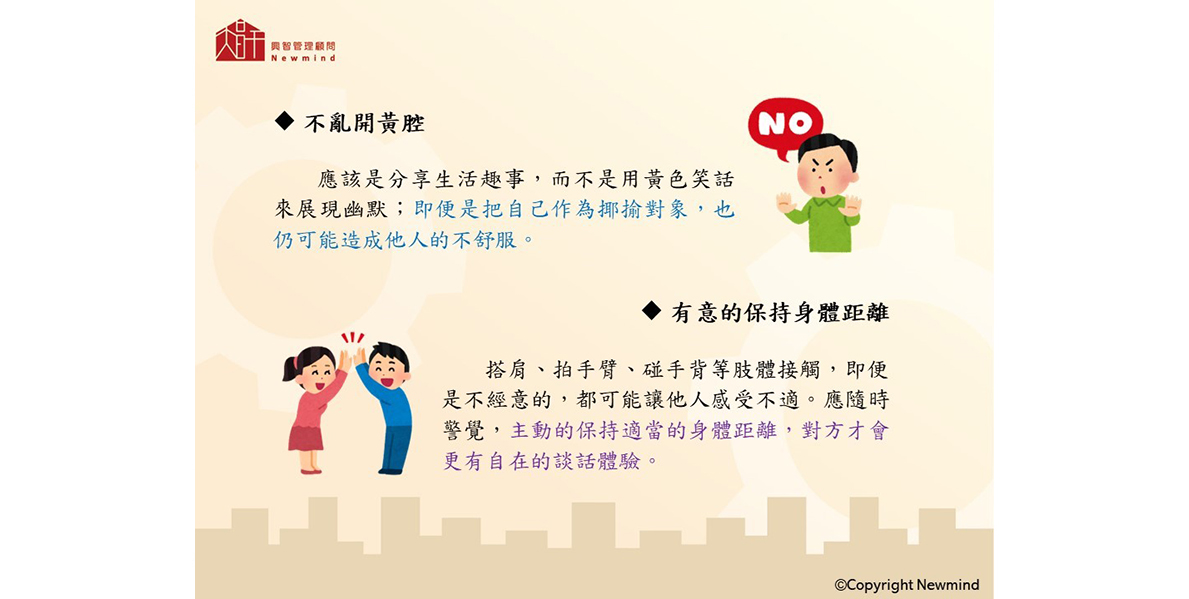 興智管理顧問
Newmind
◆ 不亂開黃腔
NO
應該是分享生活趣事，而不是用黃色笑話
來展現幽默；即便是把自己作為揶揄對象，也
仍可能造成他人的不舒服。
◆ 有意的保持身體距離
搭肩、拍手臂、碰手背等肢體接觸，即便
是不經意的，都可能讓他人感受不適。應隨時
警覺，主動的保持適當的身體距離，對方才會
更有自在的談話體驗。
©Copyright Newmind